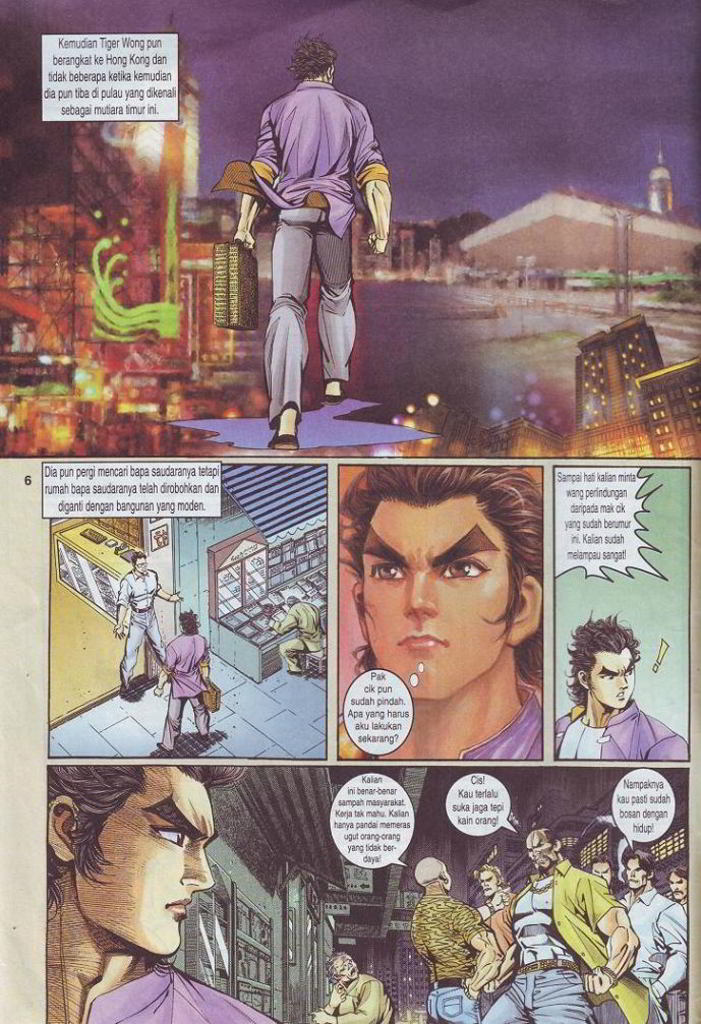 Kemudian Tiger Wong pun
berangkat ke Hong Kong dan
tidak beberapa ketika kemudian
dia pun tiba di pulau yang dikenali
sebagai mutiara timur ini.
6
Dia pun pergi mencari bapa saudaranya tetapi
rumah bapa saudaranya telah dirobohkan dan
diganti dengan bangunan yang moden.
Pak
cik pun
sudah pindah.
Apa yang harus
aku lakukan
sekarang?
Sampai hati kalian minta
wang perlindungan
daripada mak cik
yang sudah berumur
ini. Kalian sudah
melampau sangat!
!
Kalian
ini benar-benar
sampah masyarakat.
Kerja tak mahu. Kalian
hanya pandai memeras
ugut orang-orang
yang tidak ber-
daya!
Cis!
Kau terlalu
suka jaga tepi
kain orang!
Nampaknya
kau pasti sudah
bosan dengan
hidup!